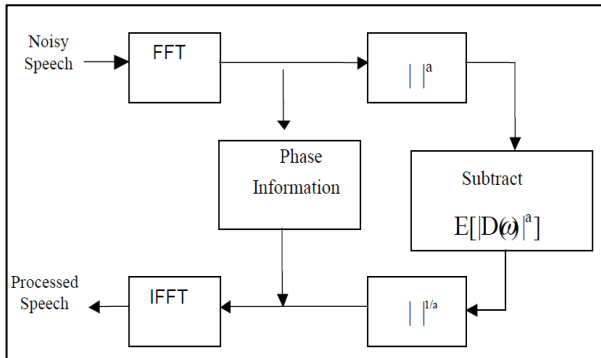 Noisy
Speech
FFT
| |ᵃ
Phase
Information
Subtract
E[|D(ω)|ᵃ]
Processed
Speech
IFFT
| |¹/ᵃ